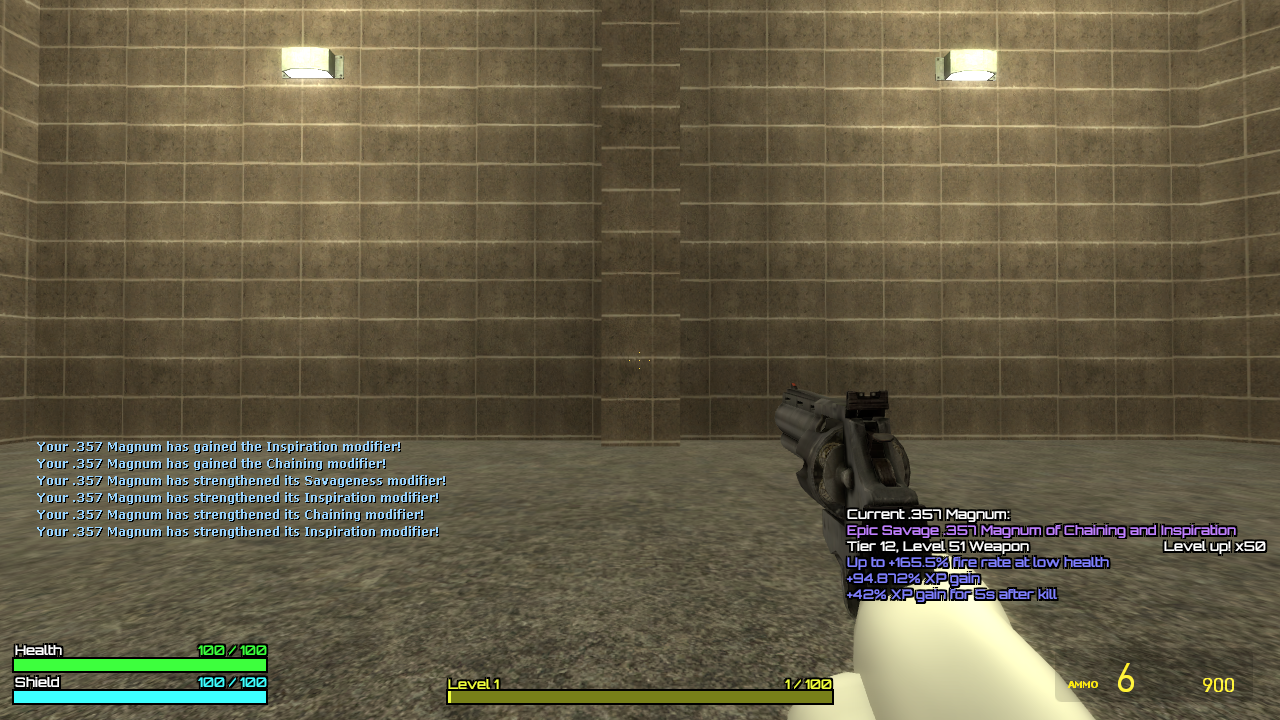 Your .357 Magnum has gained the Inspiration modifier!
Your .357 Magnum has gained the Chaining modifier!
Your .357 Magnum has strengthened its Savageness modifier!
Your .357 Magnum has strengthened its Inspiration modifier!
Your .357 Magnum has strengthened its Chaining modifier!
Your .357 Magnum has strengthened its Inspiration modifier!
Current .357 Magnum:
Epic Savage .357 Magnum of Chaining and Inspiration
Tier 12, Level 51 Weapon Level up! x50
Up to +165.5% fire rate at low health
+94.872% XP gain
+42% XP gain for 5s after kill
Health 100 / 100
Shield 100 / 100
Level 1 1 / 100
AMMO 6 900